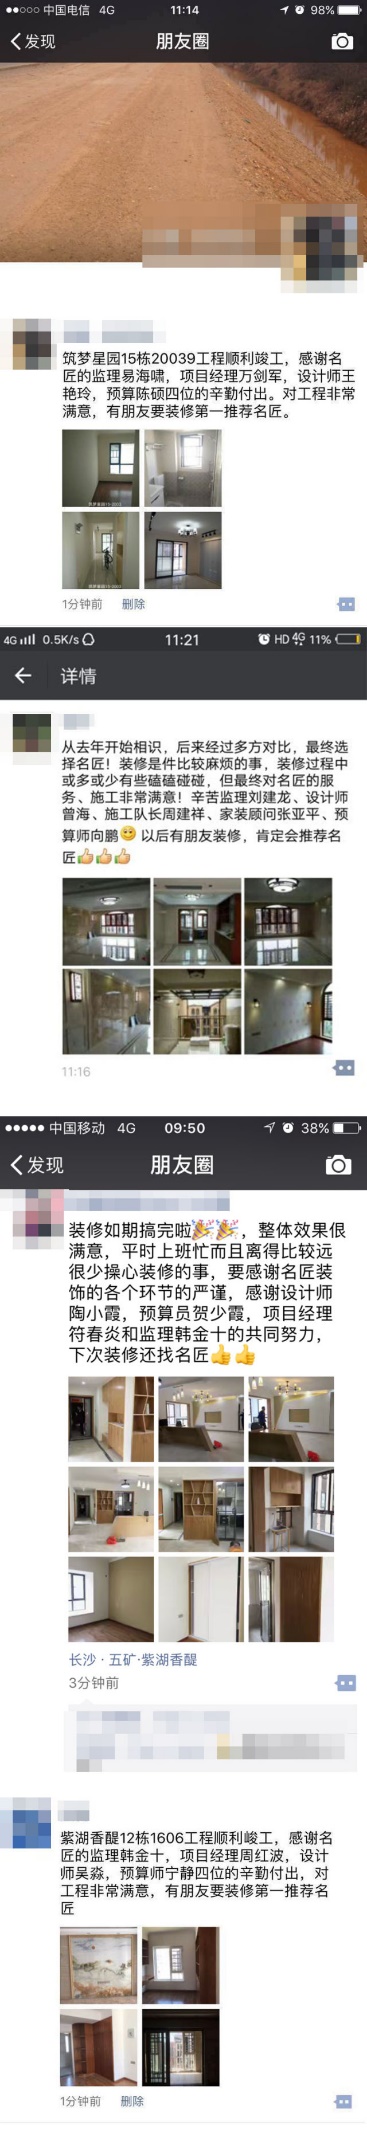 中国电信 4G 11:14 98%
发现 朋友圈
筑梦星园15栋20039工程顺利竣工，感谢名
匠的监理易海啸，项目经理万剑军，设计师王
艳玲，预算陈硕四位的辛勤付出。对工程非常
满意，有朋友要装修第一推荐名匠。
1分钟前 删除
4G 0.5K/s 11:21 HD 4G 11%
详情
从去年开始相识，后来经过多方对比，最终选
择名匠！装修是件比较麻烦的事，装修过程中
或多或少有些磕磕碰碰，但最终对名匠的服
务、施工非常满意！辛苦监理刘建龙、设计师
曾海、施工队长周建祥、家装顾问张亚平、预
算师向鹏😊 以后有朋友装修，肯定会推荐名
匠👍👍👍
11:16
中国移动 4G 09:50 38%
发现 朋友圈
装修如期搞完啦🎉🎉，整体效果很
满意，平时上班忙而且离得比较远
很少操心装修的事，要感谢名匠装
饰的各个环节的严谨，感谢设计师
陶小霞，预算员贺少霞，项目经理
符春炎和监理韩金十的共同努力，
下次装修还找名匠👍👍
长沙 · 五矿·紫湖香醍
3分钟前
紫湖香醍12栋1606工程顺利峻工，感谢名
匠的监理韩金十，项目经理周红波，设计
师吴淼，预算师宁静四位的辛勤付出，对
工程非常满意，有朋友要装修第一推荐名
匠
1分钟前 删除